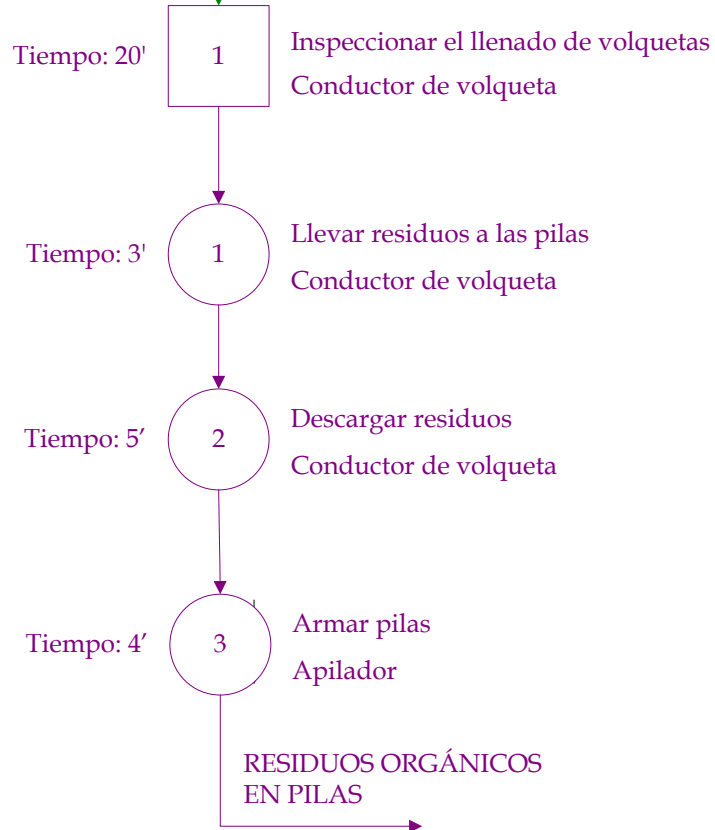 Tiempo: 20'
1
Inspeccionar el llenado de volquetas
Conductor de volqueta
Tiempo: 3'
1
Llevar residuos a las pilas
Conductor de volqueta
Tiempo: 5′
2
Descargar residuos
Conductor de volqueta
Tiempo: 4′
3
Armar pilas
Apilador
RESIDUOS ORGÁNICOS
EN PILAS